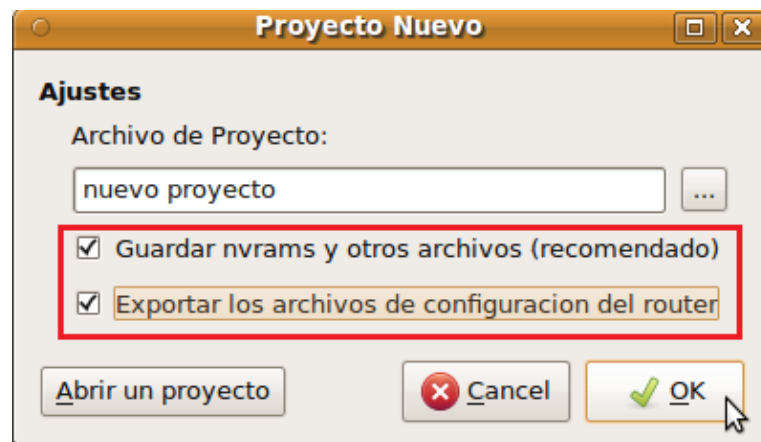 Proyecto Nuevo
Ajustes
Archivo de Proyecto:
nuevo proyecto
...
Guardar nvrams y otros archivos (recomendado)
Exportar los archivos de configuracion del router
Abrir un proyecto
Cancel
OK